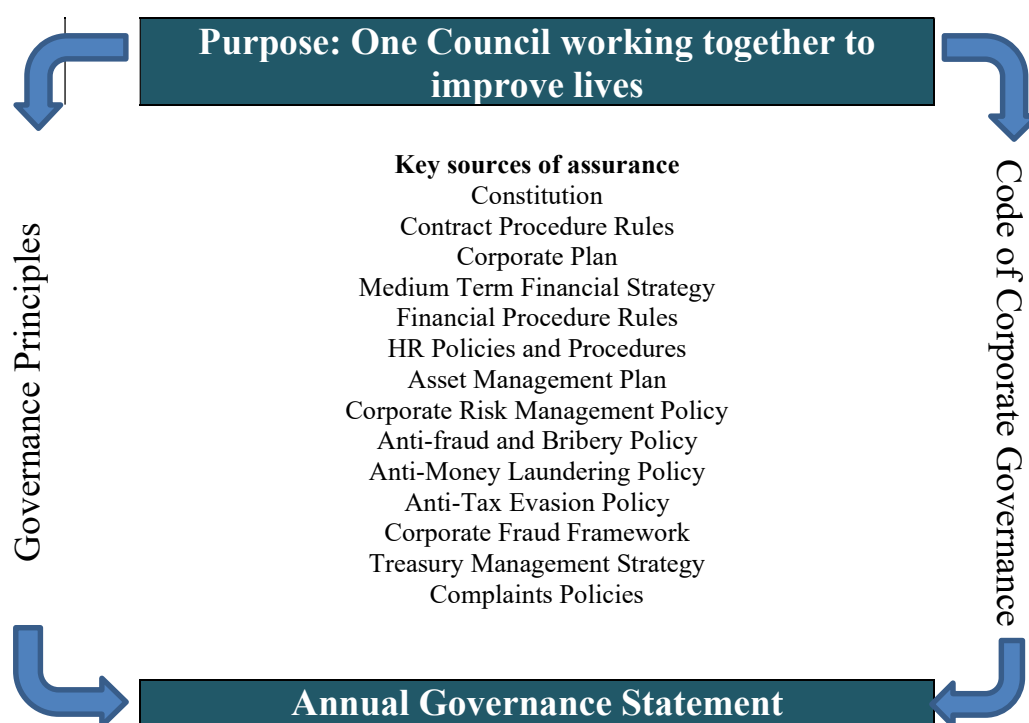 Purpose: One Council working together to
improve lives
Governance Principles
Key sources of assurance
Constitution
Contract Procedure Rules
Corporate Plan
Medium Term Financial Strategy
Financial Procedure Rules
HR Policies and Procedures
Asset Management Plan
Corporate Risk Management Policy
Anti-fraud and Bribery Policy
Anti-Money Laundering Policy
Anti-Tax Evasion Policy
Corporate Fraud Framework
Treasury Management Strategy
Complaints Policies
Code of Corporate Governance
Annual Governance Statement